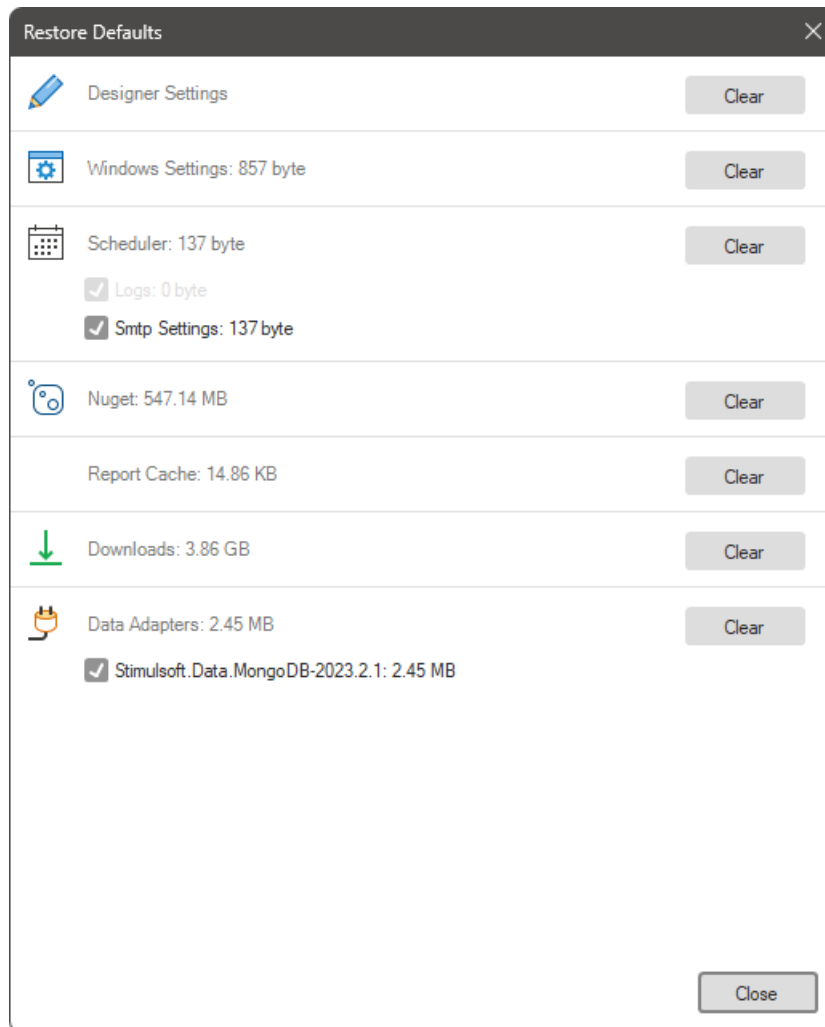 Restore Defaults
Designer Settings
Clear
Windows Settings: 857 byte
Clear
Scheduler: 137 byte
Clear
Logs: 0 byte
Smtp Settings: 137 byte
Nuget: 547.14 MB
Clear
Report Cache: 14.86 KB
Clear
Downloads: 3.86 GB
Clear
Data Adapters: 2.45 MB
Clear
Stimulsoft.Data.MongoDB-2023.2.1: 2.45 MB
Close